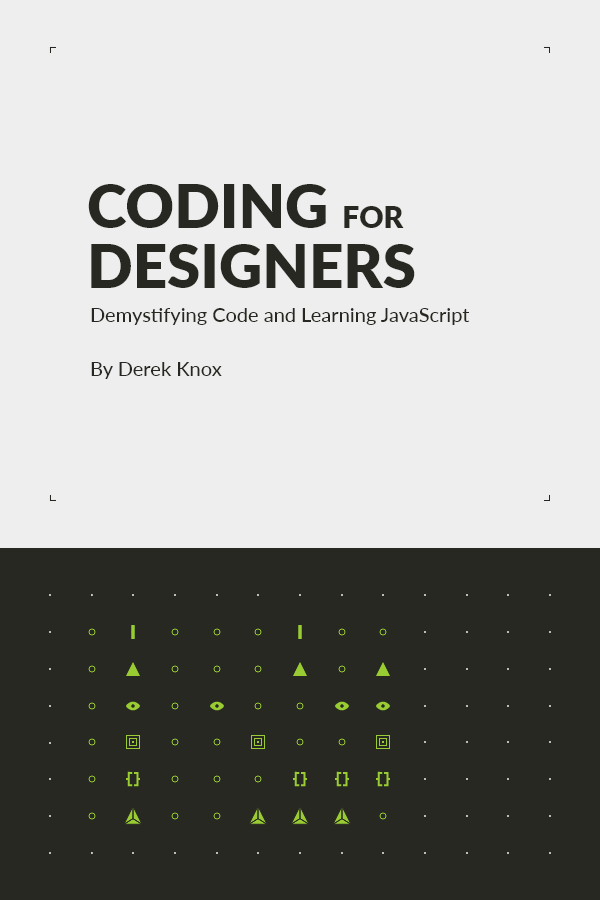 CODING FOR
DESIGNERS
Demystifying Code and Learning JavaScript
By Derek Knox